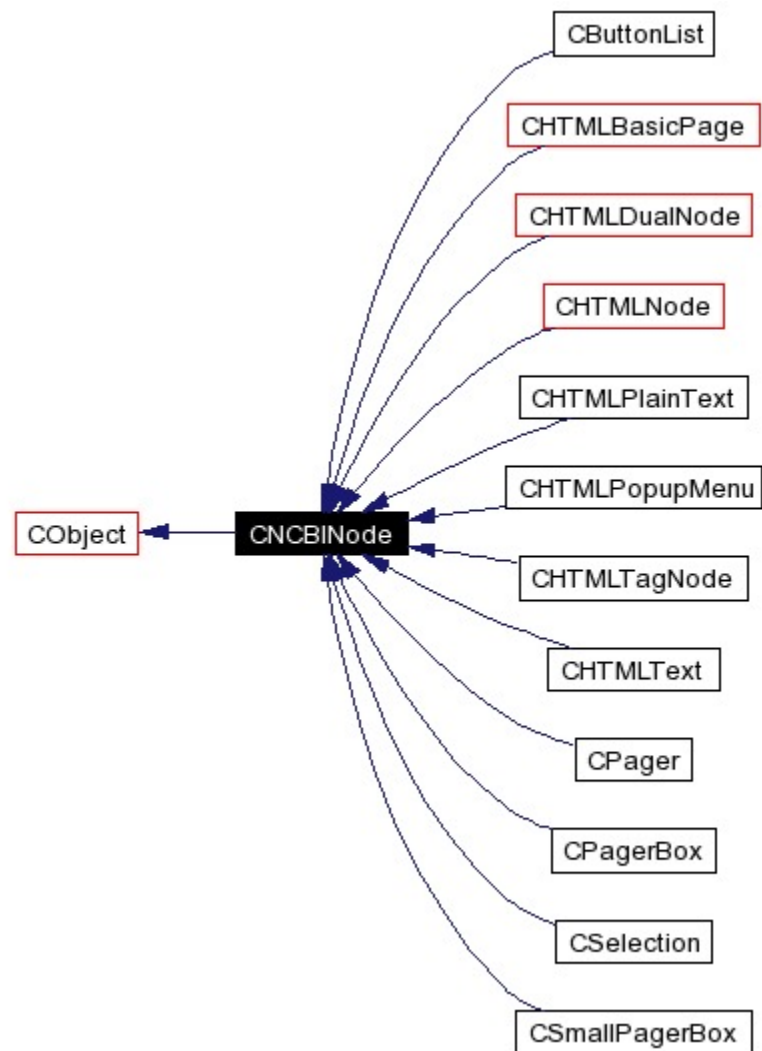 CButtonList
CHTMLBasicPage
CHTMLDualNode
CHTMLNode
CHTMLPlainText
CHTMLPopupMenu
CObject
CNCBINode
CHTMLTagNode
CHTMLText
CPager
CPagerBox
CSelection
CSmallPagerBox